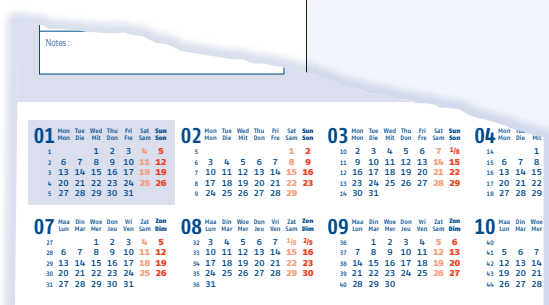 Notes :
01 Mon Tue Wed Thu Fri Sat Sun
Mon Die Mit Don Fre Sam Son
1 1 2 3 4 5
2 6 7 8 9 10 11 12
3 13 14 15 16 17 18 19
4 20 21 22 23 24 25 26
5 27 28 29 30 31
02 Mon Tue Wed Thu Fri Sat Sun
Mon Die Mit Don Fre Sam Son
5 1 2
6 3 4 5 6 7 8 9
7 10 11 12 13 14 15 16
8 17 18 19 20 21 22 23
9 24 25 26 27 28 29
03 Mon Tue Wed Thu Fri Sat Sun
Mon Die Mit Don Fre Sam Son
10 2 3 4 5 6 7 1/8
11 9 10 11 12 13 14 15
12 16 17 18 19 20 21 22
13 23 24 25 26 27 28 29
14 30 31
04 Mon Tue
Mon Die Mit
14 1
15 6 7 8
16 13 14 15
17 20 21 22
18 27 28 29
07 Maa Din Woe Don Vri Zat Zon
Lun Mar Mer Jeu Ven Sam Dim
27 1 2 3 4 5
28 6 7 8 9 10 11 12
29 13 14 15 16 17 18 19
30 20 21 22 23 24 25 26
31 27 28 29 30 31
08 Maa Din Woe Don Vri Zat Zon
Lun Mar Mer Jeu Ven Sam Dim
32 3 4 5 6 7 1/8 2/9
33 10 11 12 13 14 15 16
34 17 18 19 20 21 22 23
35 24 25 26 27 28 29 30
36 31
09 Maa Din Woe Don Vri Zat Zon
Lun Mar Mer Jeu Ven Sam Dim
36 1 2 3 4 5 6
37 7 8 9 10 11 12 13
38 14 15 16 17 18 19 20
39 21 22 23 24 25 26 27
40 28 29 30
10 Maa Din Woe
Lun Mar Mer
40
41 5 6 7
42 12 13 14
43 19 20 21
44 26 27 28